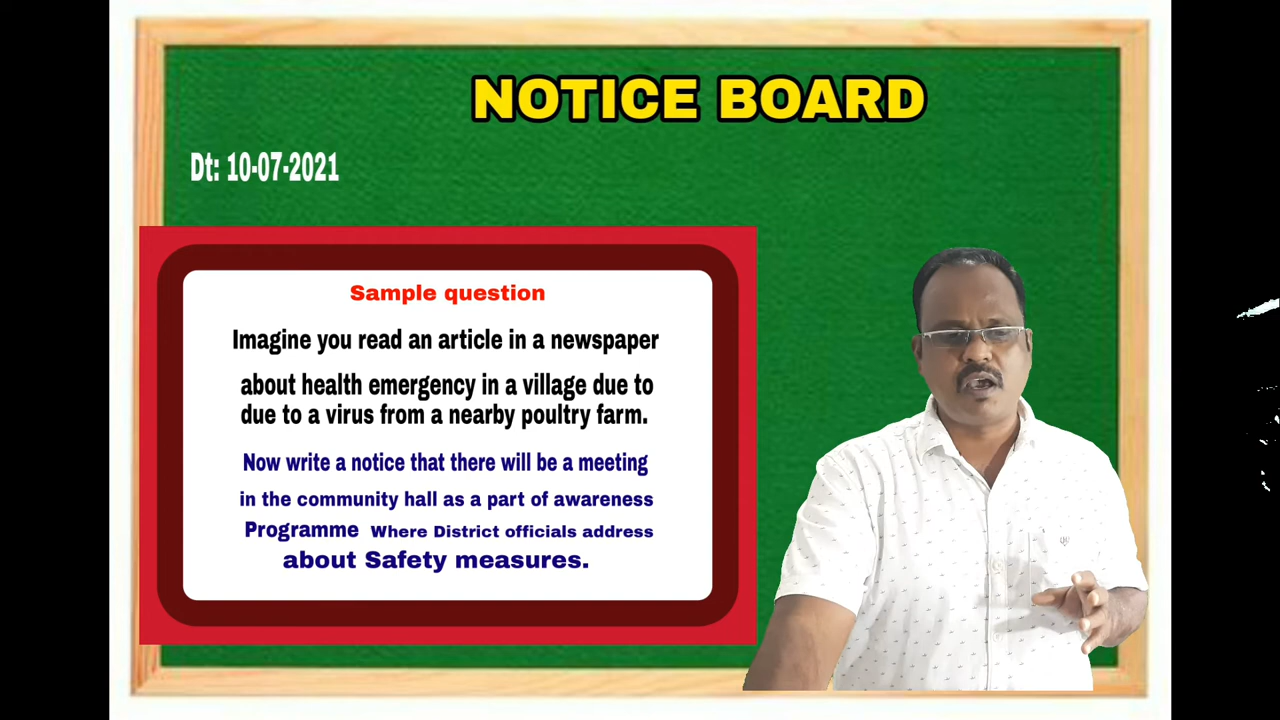 NOTICE BOARD
Dt: 10-07-2021
Sample question
Imagine you read an article in a newspaper
about health emergency in a village due to
due to a virus from a nearby poultry farm.
Now write a notice that there will be a meeting
in the community hall as a part of awareness
Programme Where District officials address
about Safety measures.